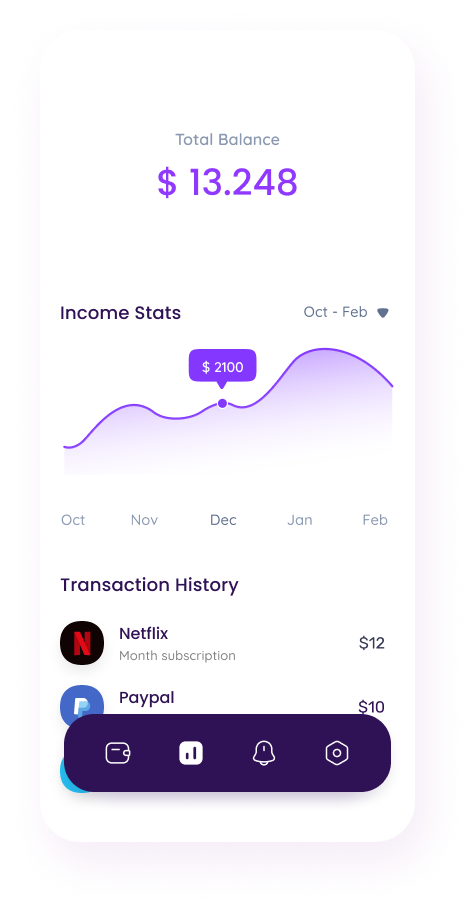 Total Balance
$ 13.248
Income Stats
Oct - Feb
$ 2100
Oct Nov Dec Jan Feb
Transaction History
Netflix
Month subscription
$12
Paypal
$10